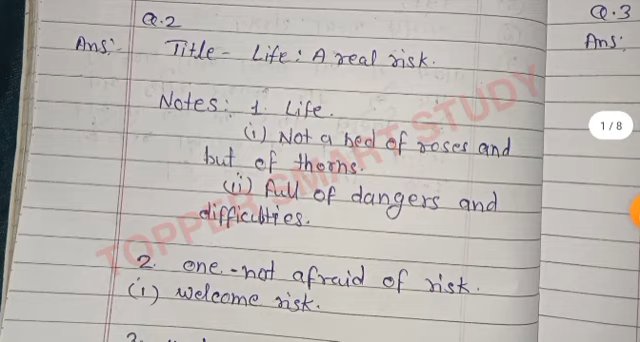 Q.2
Ans:- Title - Life: A real risk.
Notes: 1. Life.
(i) Not a bed of roses and
but of thorns.
(ii) full of dangers and
difficulties.
2. one - not afraid of risk.
(i) welcome risk.
Q.3
Ans:
1/8
TOPPER SMART STUDY